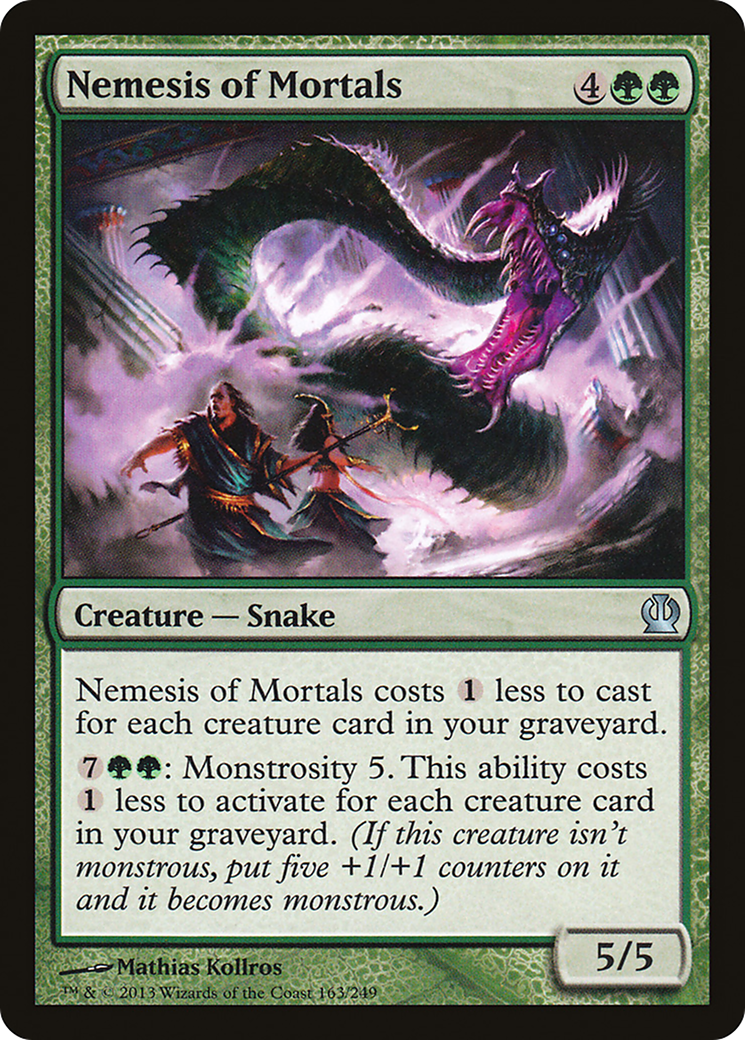 Nemesis of Mortals 4
Creature — Snake
Nemesis of Mortals costs 1 less to cast
for each creature card in your graveyard.
7: Monstrosity 5. This ability costs
1 less to activate for each creature card
in your graveyard. (If this creature isn't
monstrous, put five +1/+1 counters on it
and it becomes monstrous.)
5/5
Mathias Kollros
™ & © 2013 Wizards of the Coast 163/249